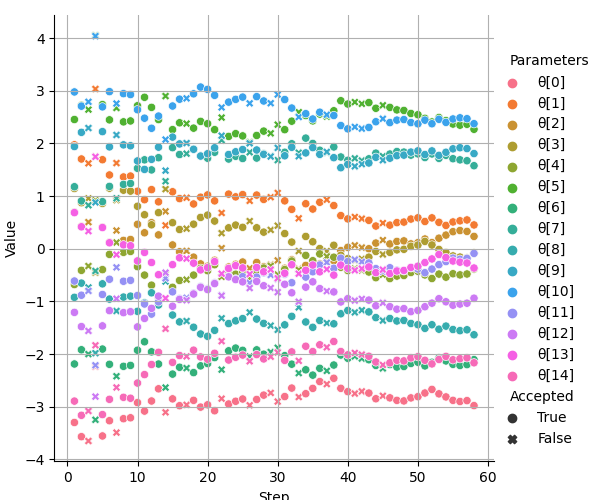 4
3
2
1
0
−1
−2
−3
−4
Value
0
10
20
30
40
50
60
Step
Parameters
θ[0]
θ[1]
θ[2]
θ[3]
θ[4]
θ[5]
θ[6]
θ[7]
θ[8]
θ[9]
θ[10]
θ[11]
θ[12]
θ[13]
θ[14]
Accepted
True
False